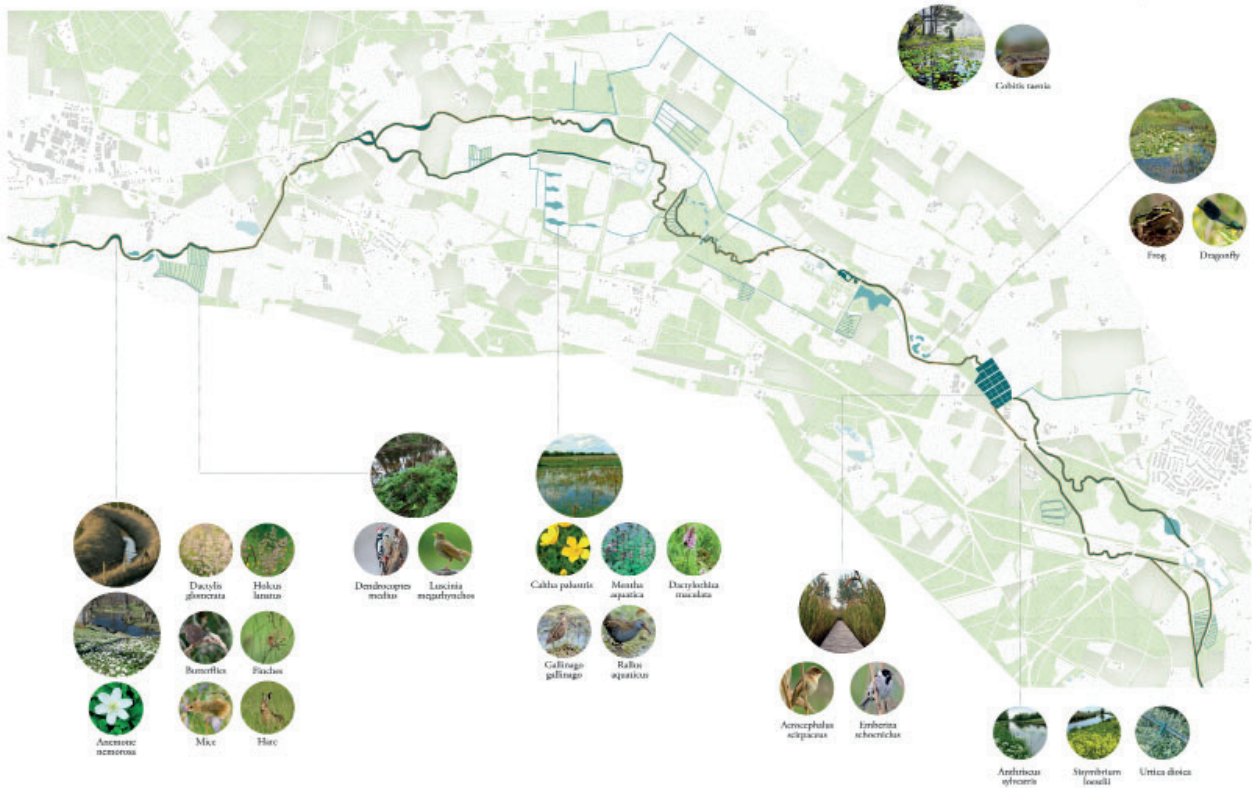 Cobitis taenia
Frog
Dragonfly
Dactylis
glomerata
Holcus
lanatus
Butterflies
Finches
Anemone
nemorosa
Mice
Hare
Dendrocopos
medius
Luscinia
megarhynchos
Caltha palustris
Mentha
aquatica
Dactylorhiza
maculata
Gallinago
gallinago
Rallus
aquaticus
Acrocephalus
scirpaceus
Emberiza
schoeniclus
Anthriscus
sylvestris
Sisymbrium
loeselii
Urtica dioica